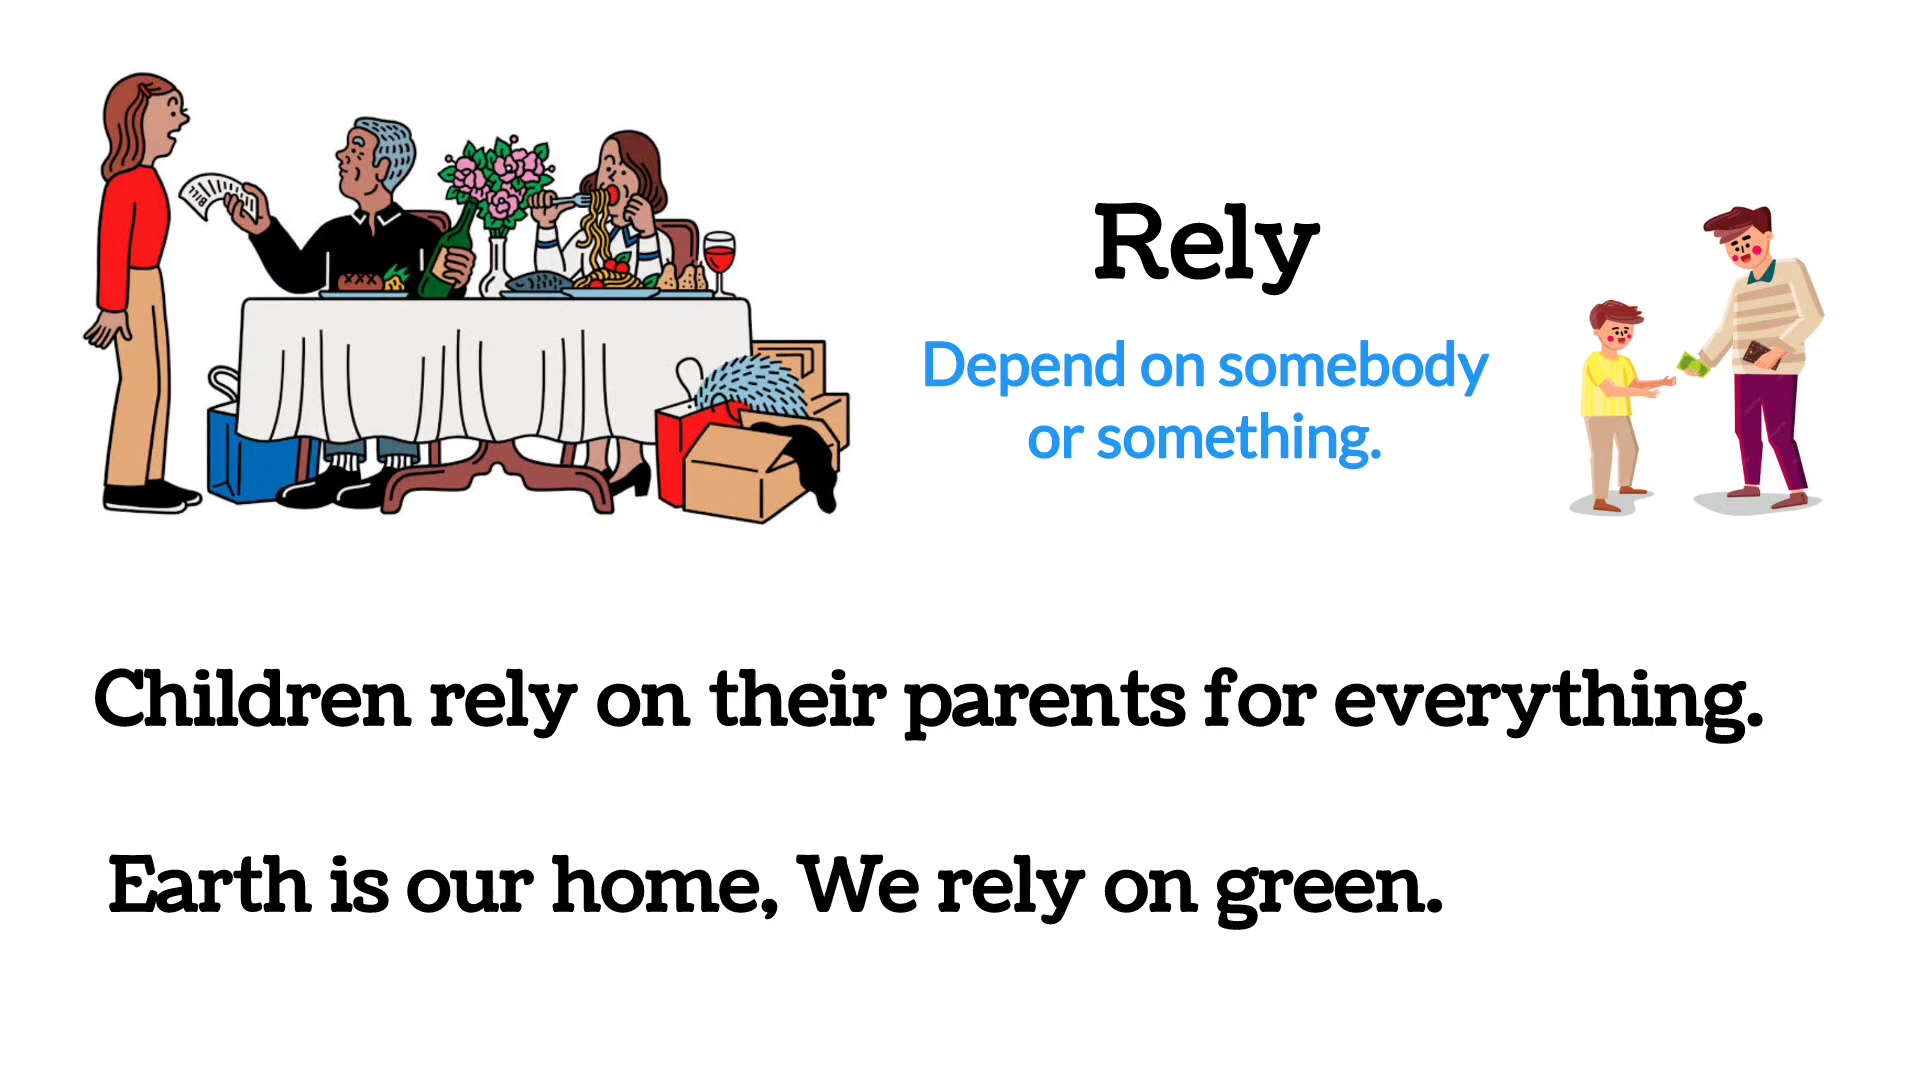 BILL
Rely
Depend on somebody
or something.
Children rely on their parents for everything.
Earth is our home, We rely on green.